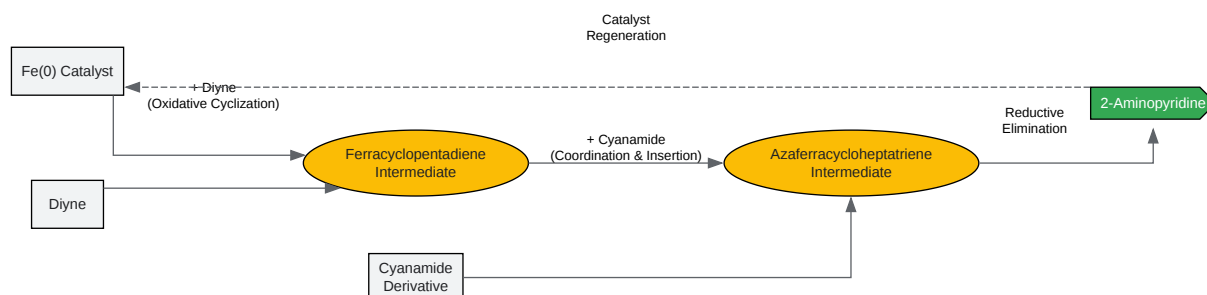 Catalyst
Regeneration
Fe(0) Catalyst
+ Diyne
(Oxidative Cyclization)
2-Aminopyridine
Reductive
Elimination
Ferracyclopentadiene
Intermediate
+ Cyanamide
(Coordination & Insertion)
Azaferracycloheptatriene
Intermediate
Diyne
Cyanamide
Derivative